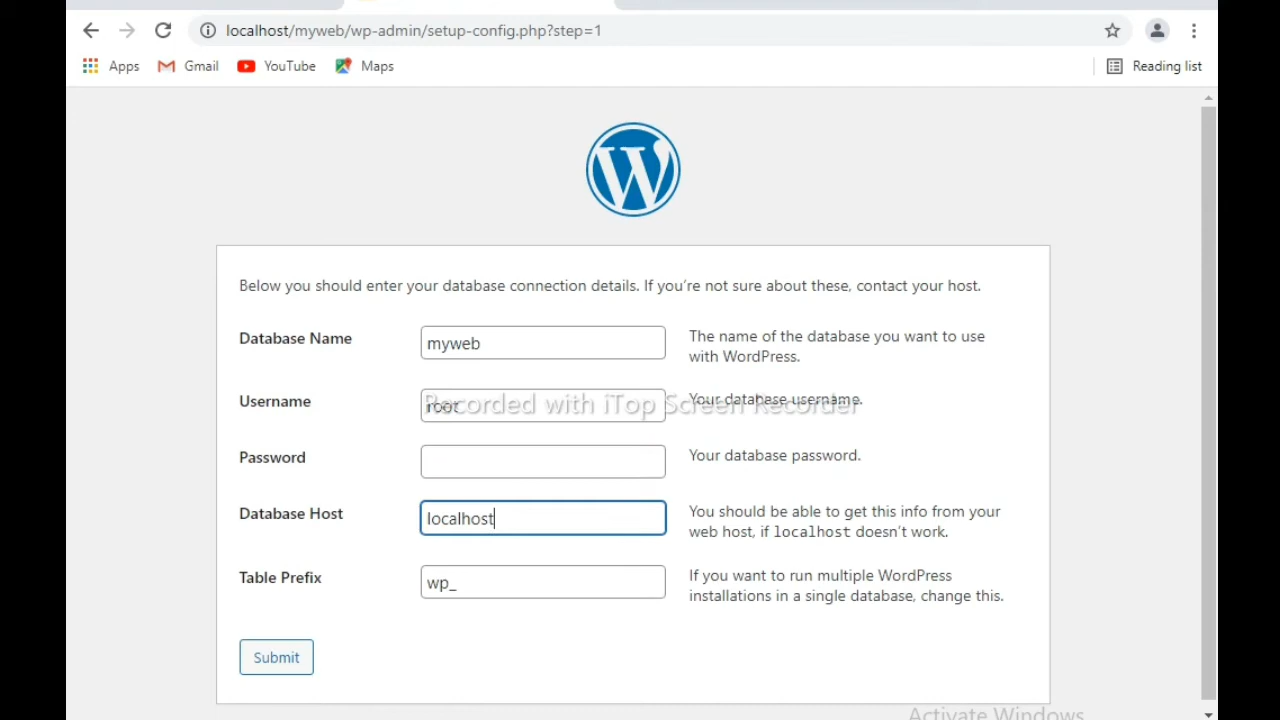 localhost/myweb/wp-admin/setup-config.php?step=1
Apps Gmail YouTube Maps Reading list
Below you should enter your database connection details. If you’re not sure about these, contact your host.
Database Name myweb The name of the database you want to use
with WordPress.
Username root Your database username.
Recorded with iTop Screen Recorder
Password Your database password.
Database Host localhost You should be able to get this info from your
web host, if localhost doesn’t work.
Table Prefix wp_ If you want to run multiple WordPress
installations in a single database, change this.
Submit
Activate Windows